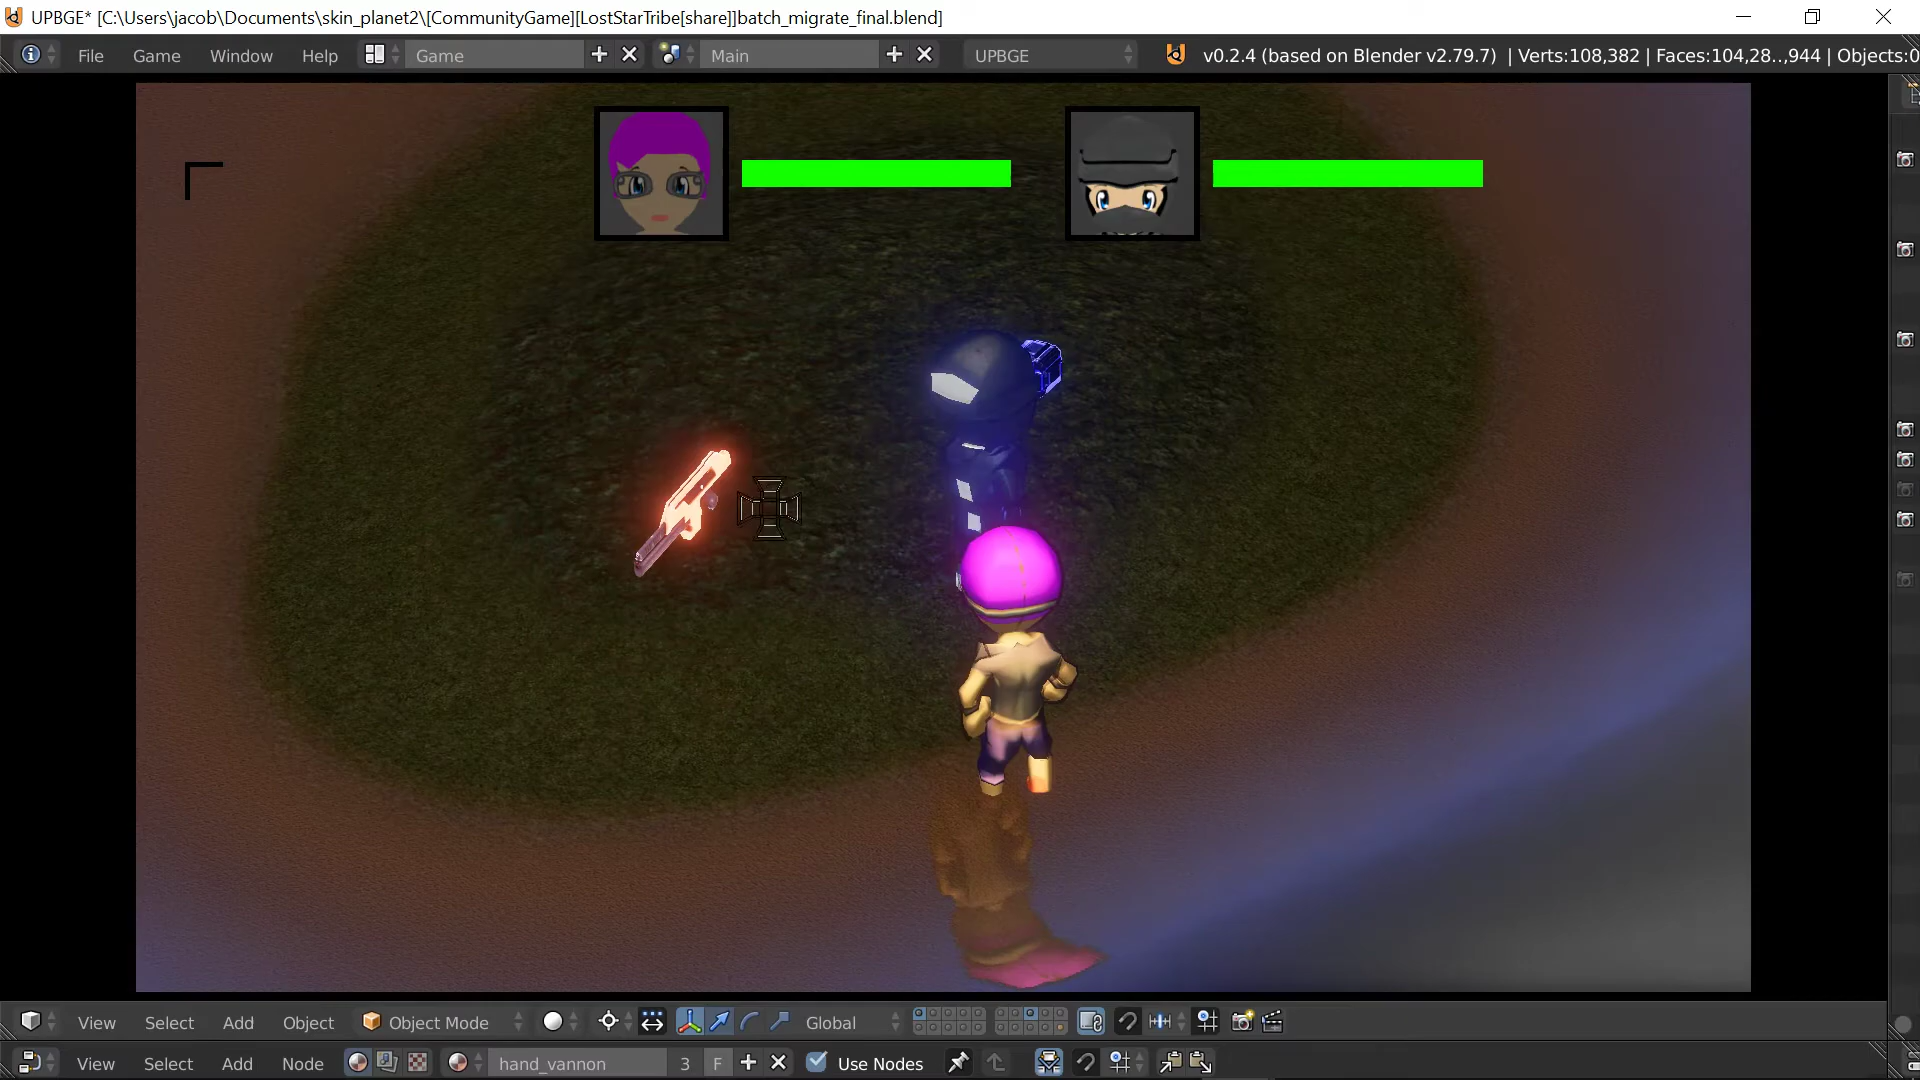 UPBGE* [C:\Users\jacob\Documents\skin_planet2\[CommunityGame][LostStarTribe[share]]batch_migrate_final.blend]
File Game Window Help Game Main UPBGE v0.2.4 (based on Blender v2.79.7) | Verts:108,382 | Faces:104,28..,944 | Objects:0
View Select Add Object Object Mode Global
View Select Add Node hand_vannon 3 F Use Nodes